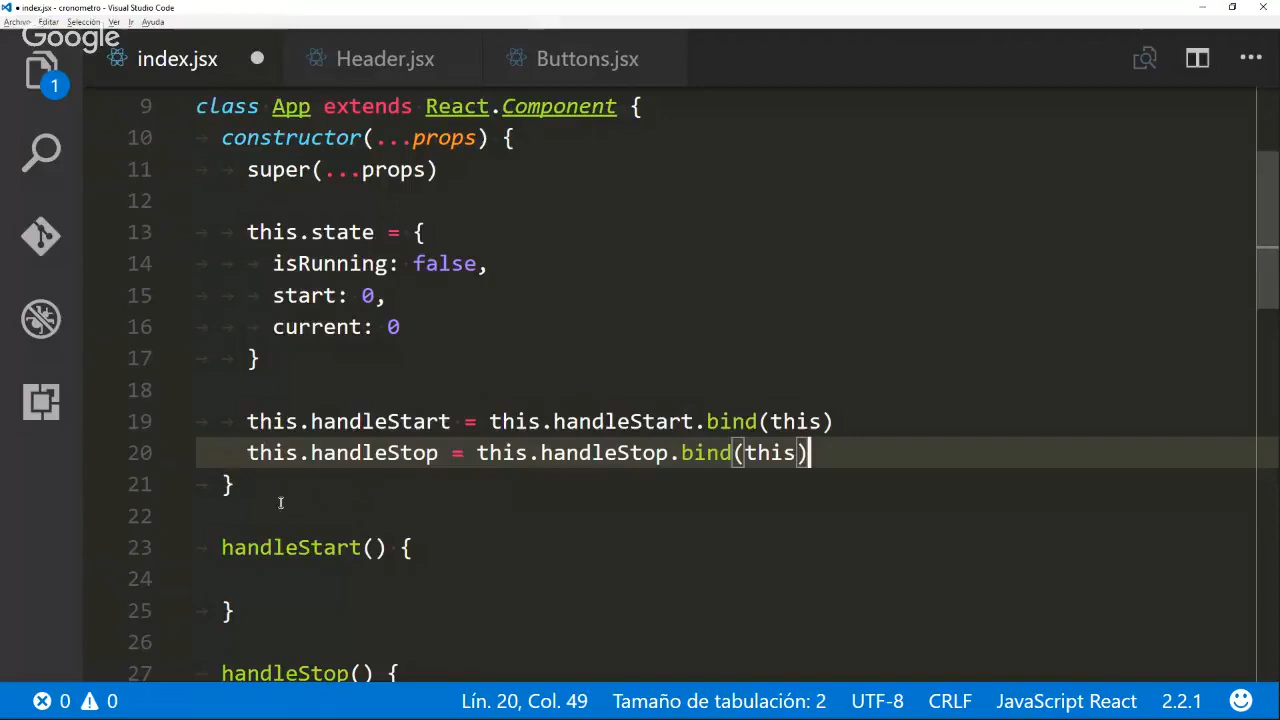 ● index.jsx - cronometro - Visual Studio Code
Archivo Editar Selección Ver Ir Ayuda
Google
index.jsx Header.jsx Buttons.jsx
1
9 class App extends React.Component {
10 constructor(...props) {
11 super(...props)
12
13 this.state = {
14 isRunning: false,
15 start: 0,
16 current: 0
17 }
18
19 this.handleStart = this.handleStart.bind(this)
20 this.handleStop = this.handleStop.bind(this)
21 }
22
23 handleStart() {
24
25 }
26
27 handleStop() {
0 0 Lín. 20, Col. 49 Tamaño de tabulación: 2 UTF-8 CRLF JavaScript React 2.2.1